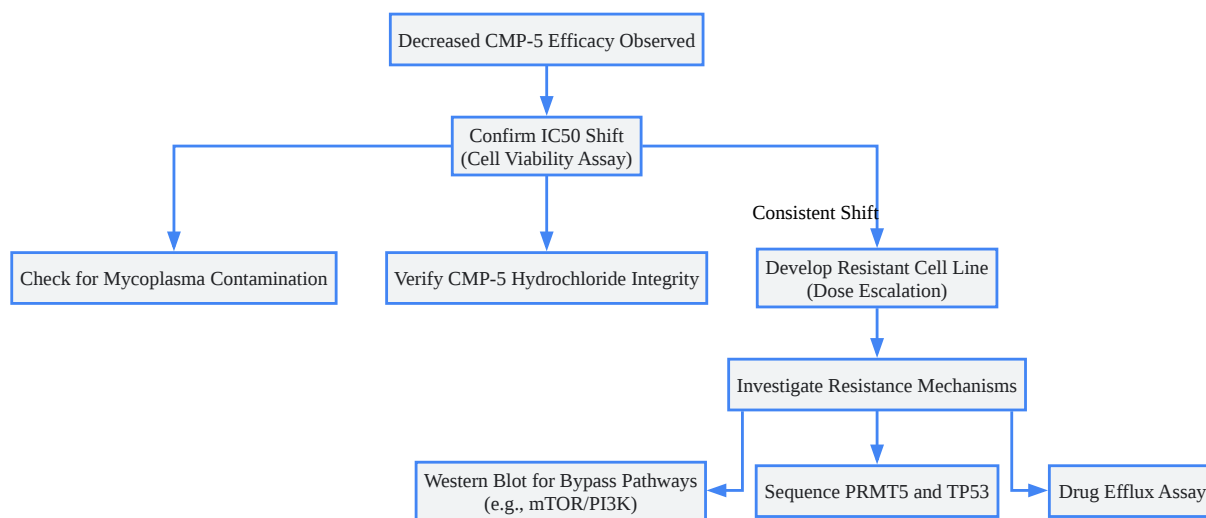 Decreased CMP-5 Efficacy Observed
Confirm IC50 Shift
(Cell Viability Assay)
Consistent Shift
Check for Mycoplasma Contamination
Verify CMP-5 Hydrochloride Integrity
Develop Resistant Cell Line
(Dose Escalation)
Investigate Resistance Mechanisms
Western Blot for Bypass Pathways
(e.g., mTOR/PI3K)
Sequence PRMT5 and TP53
Drug Efflux Assay